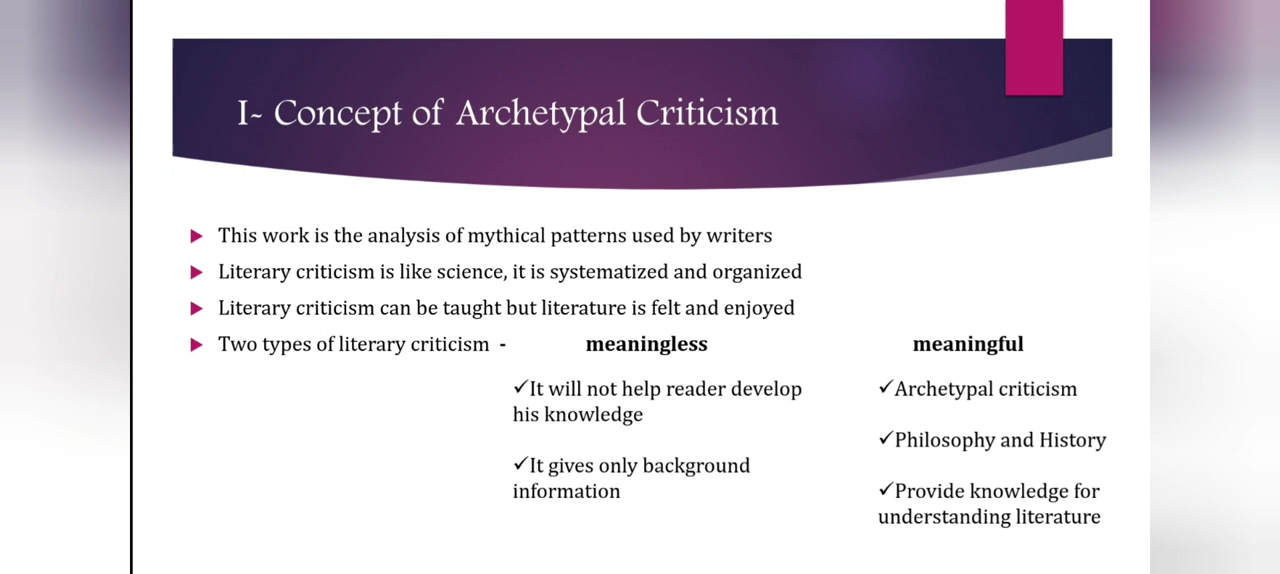 I- Concept of Archetypal Criticism
This work is the analysis of mythical patterns used by writers
Literary criticism is like science, it is systematized and organized
Literary criticism can be taught but literature is felt and enjoyed
Two types of literary criticism - meaningless meaningful
✓It will not help reader develop
his knowledge
✓It gives only background
information
✓Archetypal criticism
✓Philosophy and History
✓Provide knowledge for
understanding literature